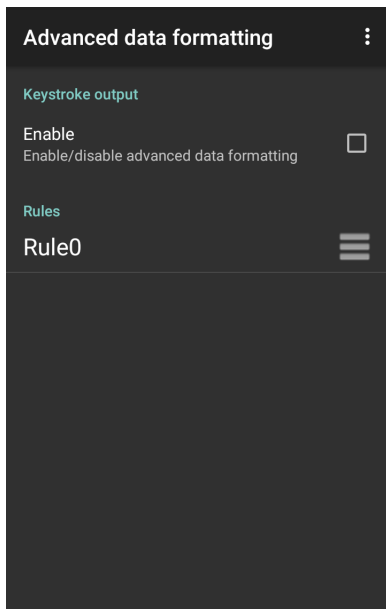 Advanced data formatting
Keystroke output
Enable
Enable/disable advanced data formatting
Rules
Rule0